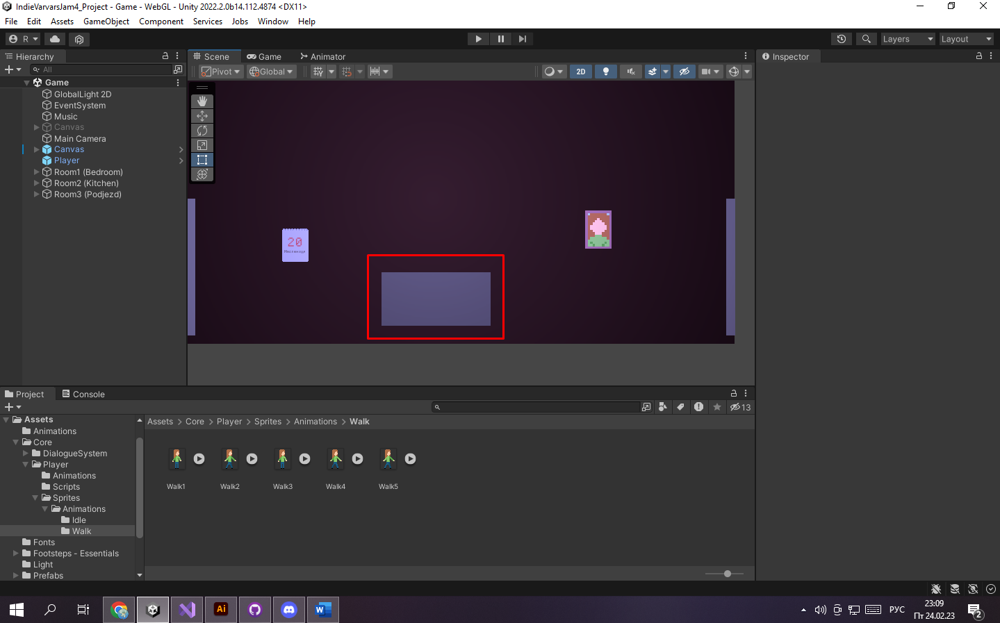 IndieVarvarsJam4_Project - Game - WebGL - Unity 2022.2.0b14.112.4874 <DX11>
File Edit Assets GameObject Component Services Jobs Window Help
R Layers Layout
Hierarchy Scene Game Animator Inspector
All Pivot Global 2D
Game
GlobalLight 2D
EventSystem
Music
Canvas
Main Camera
Canvas
Player
Room1 (Bedroom)
Room2 (Kitchen)
Room3 (Podjezd)
20
Project Console
13
Assets
Animations
Core
DialogueSystem
Player
Animations
Scripts
Sprites
Animations
Idle
Walk
Fonts
Footsteps - Essentials
Light
Prefabs
Assets > Core > Player > Sprites > Animations > Walk
Walk1 Walk2 Walk3 Walk4 Walk5
Ai
W
РУС
23:09
Пт 24.02.23
2